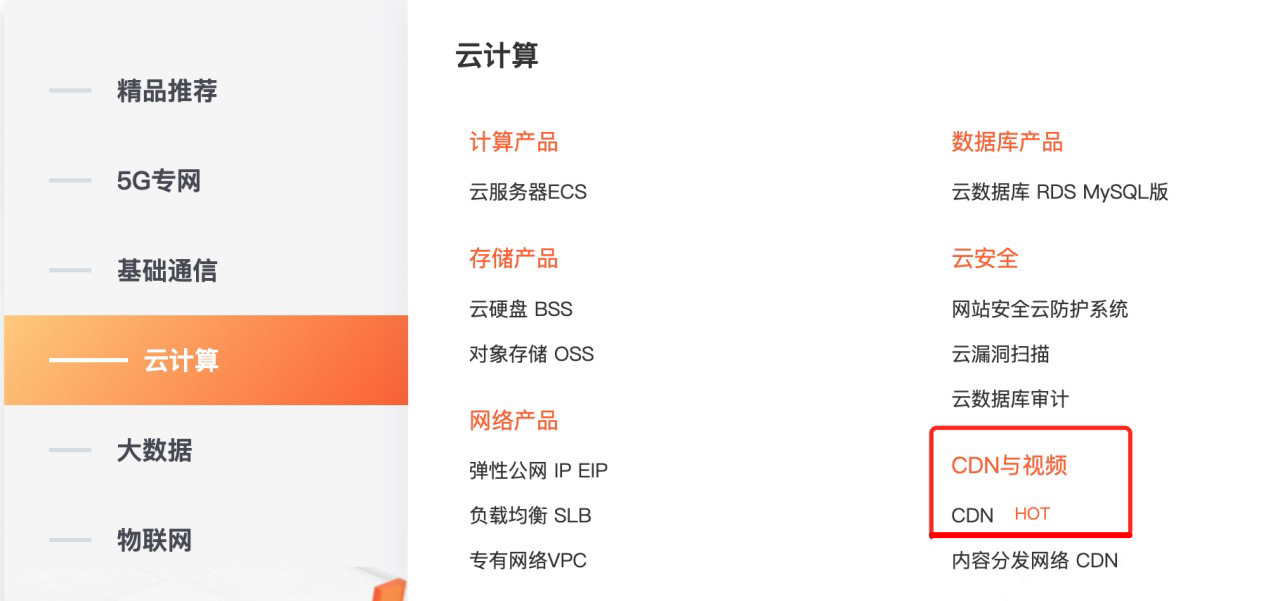 精品推荐
5G专网
基础通信
云计算
大数据
物联网
云计算
计算产品
云服务器ECS
存储产品
云硬盘 BSS
对象存储 OSS
网络产品
弹性公网 IP EIP
负载均衡 SLB
专有网络VPC
数据库产品
云数据库 RDS MySQL版
云安全
网站安全云防护系统
云漏洞扫描
云数据库审计
CDN与视频
CDN HOT
内容分发网络 CDN